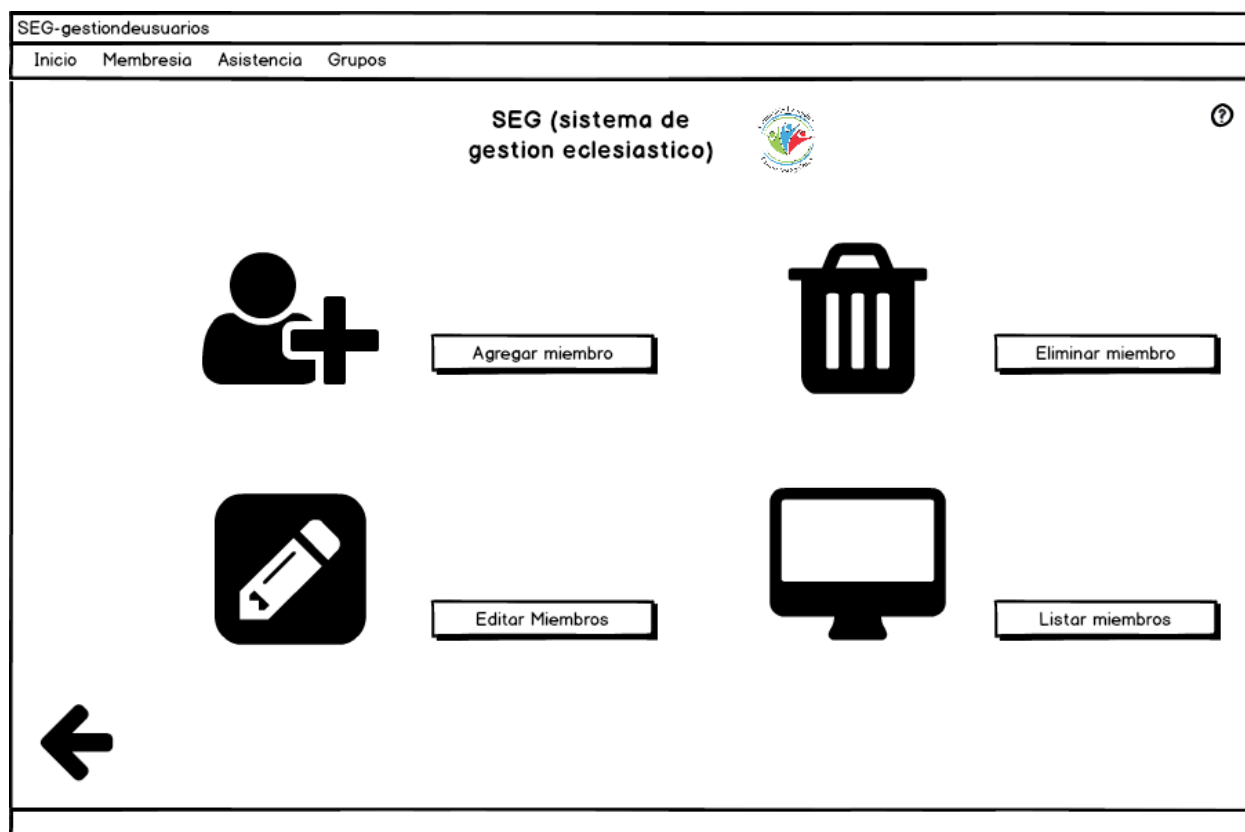 SEG-gestiondeusuarios
Inicio Membresia Asistencia Grupos
SEG (sistema de
gestion eclesiastico)
?
Agregar miembro
Eliminar miembro
Editar Miembros
Listar miembros